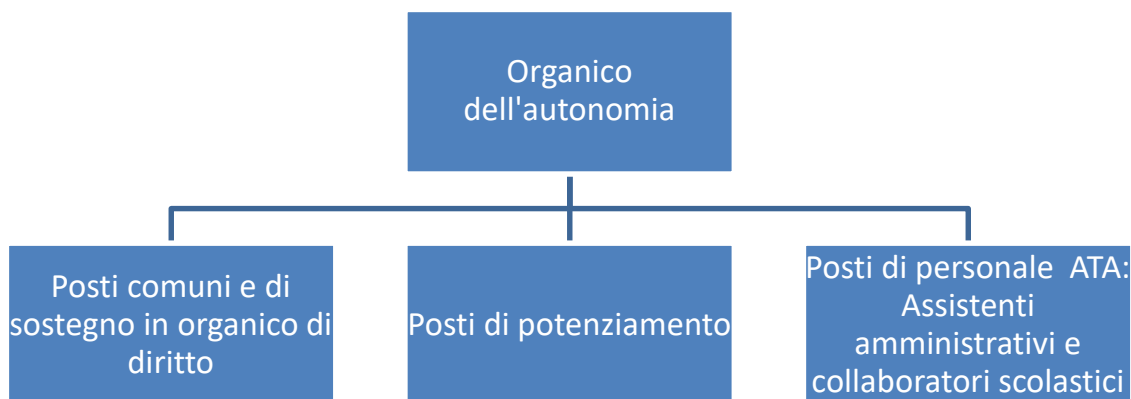 Organico
dell'autonomia
Posti comuni e di
sostegno in organico di
diritto
Posti di potenziamento
Posti di personale ATA:
Assistenti
amministrativi e
collaboratori scolastici